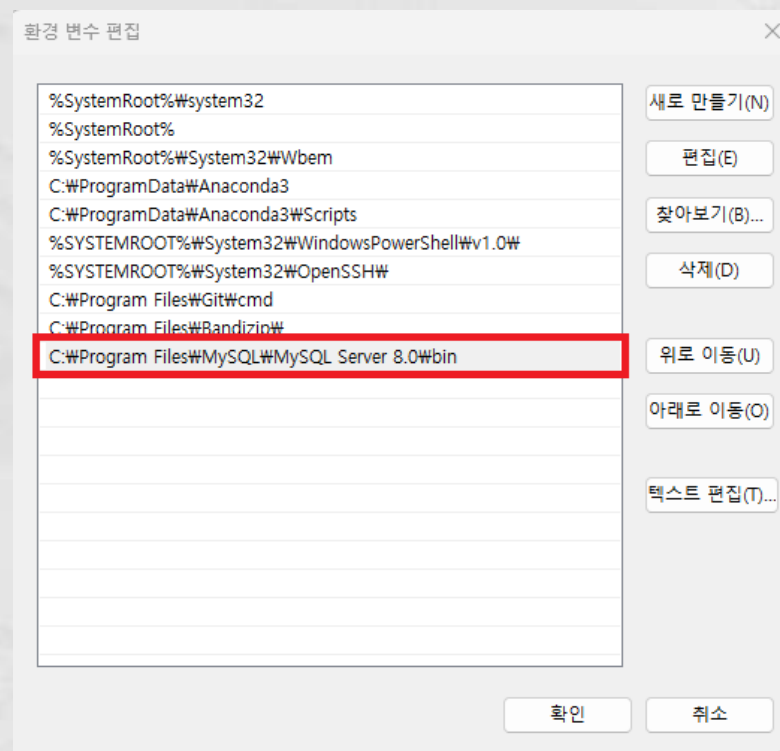 환경 변수 편집
%SystemRoot%₩system32
%SystemRoot%
%SystemRoot%₩System32₩Wbem
C:₩ProgramData₩Anaconda3
C:₩ProgramData₩Anaconda3₩Scripts
%SYSTEMROOT%₩System32₩WindowsPowerShell₩v1.0₩
%SYSTEMROOT%₩System32₩OpenSSH₩
C:₩Program Files₩Git₩cmd
C:₩Program Files₩Bandizip₩
C:₩Program Files₩MySQL₩MySQL Server 8.0₩bin
새로 만들기(N)
편집(E)
찾아보기(B)...
삭제(D)
위로 이동(U)
아래로 이동(O)
텍스트 편집(T)...
확인
취소